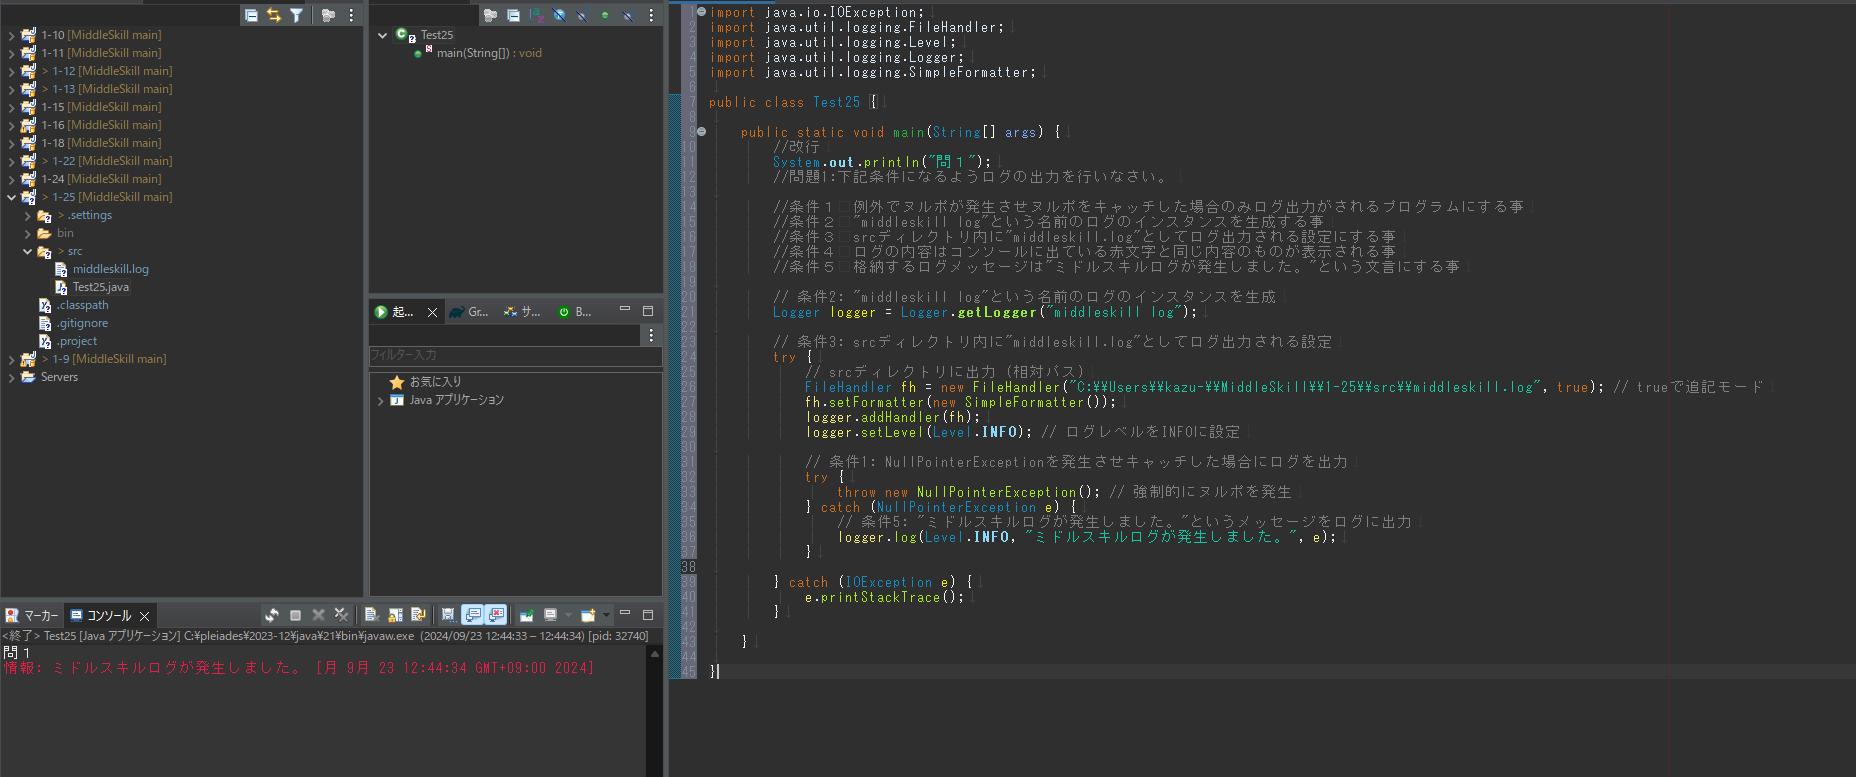 1-10 [MiddleSkill main]
1-11 [MiddleSkill main]
> 1-12 [MiddleSkill main]
> 1-13 [MiddleSkill main]
1-15 [MiddleSkill main]
1-16 [MiddleSkill main]
1-18 [MiddleSkill main]
> 1-22 [MiddleSkill main]
1-24 [MiddleSkill main]
> 1-25 [MiddleSkill main]
> .settings
bin
> src
middleskill.log
Test25.java
.classpath
.gitignore
.project
> 1-9 [MiddleSkill main]
Servers
Test25
main(String[]) : void
起...
Gr...
サ...
B...
フィルター入力
お気に入り
Java アプリケーション
マーカー
コンソール
<終了> Test25 [Java アプリケーション] C:¥pleiades¥2023-12¥java¥21¥bin¥javaw.exe (2024/09/23 12:44:33 – 12:44:34) [pid: 32740]
問１
情報: ミドルスキルログが発生しました。 [月 9月 23 12:44:34 GMT+09:00 2024]
1 import java.io.IOException;
2 import java.util.logging.FileHandler;
3 import java.util.logging.Level;
4 import java.util.logging.Logger;
5 import java.util.logging.SimpleFormatter;
6
7 public class Test25 {
8
9 public static void main(String[] args) {
10 //改行
11 System.out.println("問１");
12 //問題1:下記条件になるようログの出力を行いなさい。
13
14 //条件１　例外でヌルポが発生させヌルポをキャッチした場合のみログ出力がされるプログラムにする事
15 //条件２　"middleskill log"という名前のログのインスタンスを生成する事
16 //条件３　srcディレクトリ内に"middleskill.log"としてログ出力される設定にする事
17 //条件４　ログの内容はコンソールに出ている赤文字と同じ内容のものが表示される事
18 //条件５　格納するログメッセージは"ミドルスキルログが発生しました。"という文言にする事
19
20 // 条件2: "middleskill log"という名前のログのインスタンスを生成
21 Logger logger = Logger.getLogger("middleskill log");
22
23 // 条件3: srcディレクトリ内に"middleskill.log"としてログ出力される設定
24 try {
25 // srcディレクトリに出力（相対パス）
26 FileHandler fh = new FileHandler("C:¥¥Users¥¥kazu-¥¥MiddleSkill¥¥1-25¥¥src¥¥middleskill.log", true); // trueで追記モード
27 fh.setFormatter(new SimpleFormatter());
28 logger.addHandler(fh);
29 logger.setLevel(Level.INFO); // ログレベルをINFOに設定
30
31 // 条件1: NullPointerExceptionを発生させキャッチした場合にログを出力
32 try {
33 throw new NullPointerException(); // 強制的にヌルポを発生
34 } catch (NullPointerException e) {
35 // 条件5: "ミドルスキルログが発生しました。"というメッセージをログに出力
36 logger.log(Level.INFO, "ミドルスキルログが発生しました。", e);
37 }
38
39 } catch (IOException e) {
40 e.printStackTrace();
41 }
42
43 }
44
45 }